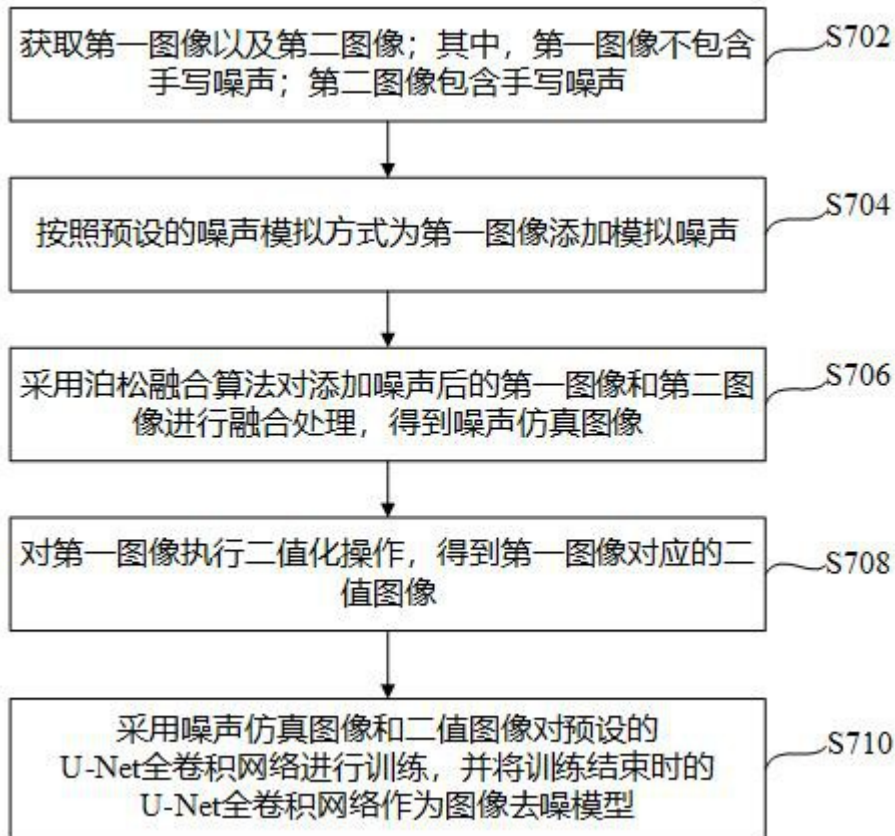 获取第一图像以及第二图像；其中，第一图像不包含
手写噪声；第二图像包含手写噪声
S702
按照预设的噪声模拟方式为第一图像添加模拟噪声
S704
采用泊松融合算法对添加噪声后的第一图像和第二图
像进行融合处理，得到噪声仿真图像
S706
对第一图像执行二值化操作，得到第一图像对应的二
值图像
S708
采用噪声仿真图像和二值图像对预设的
U-Net全卷积网络进行训练，并将训练结束时的
U-Net全卷积网络作为图像去噪模型
S710